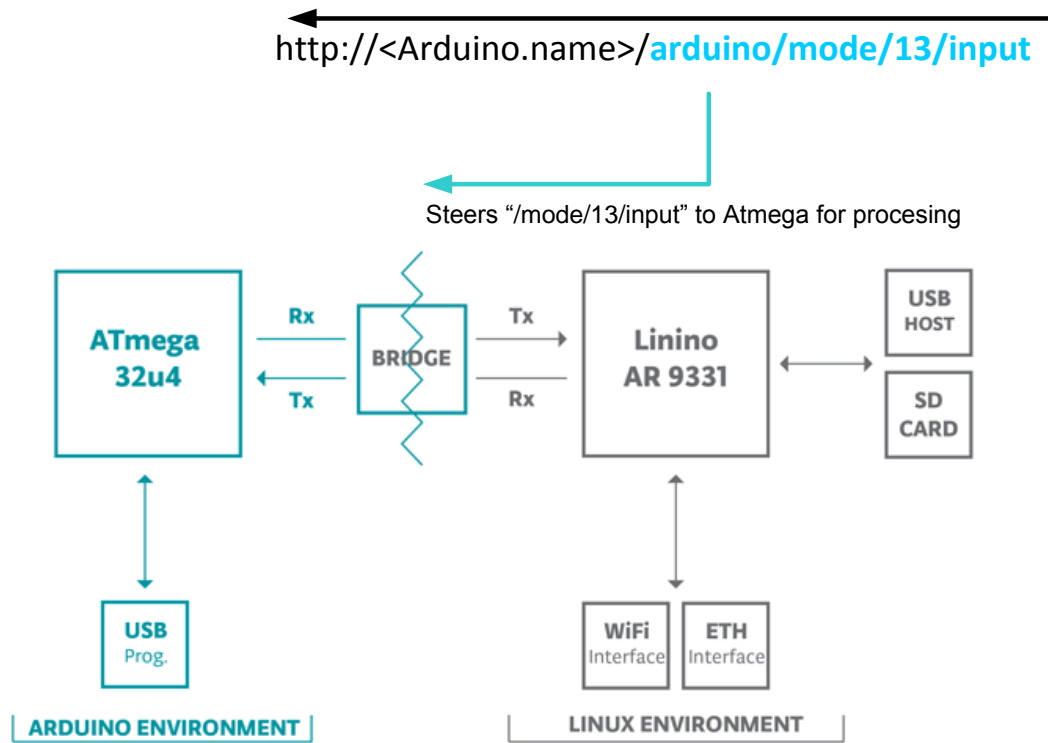 http://<Arduino.name>/arduino/mode/13/input
Steers “/mode/13/input” to Atmega for procesing
ATmega
32u4
Rx
Tx
BRIDGE
Tx
Rx
Linino
AR 9331
USB
HOST
SD
CARD
USB
Prog.
WiFi
Interface
ETH
Interface
ARDUINO ENVIRONMENT
LINUX ENVIRONMENT